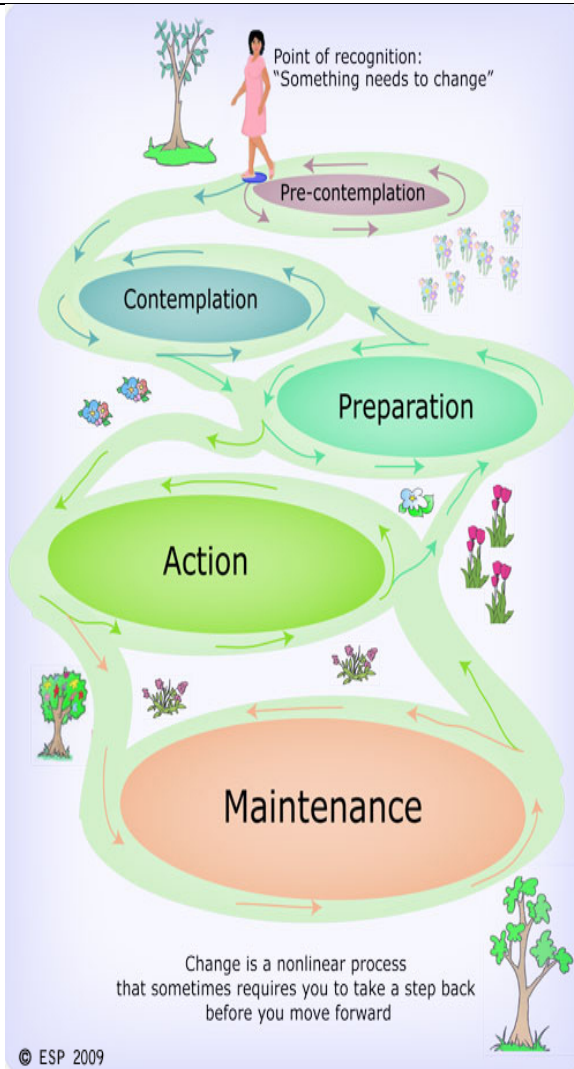 Point of recognition:
“Something needs to change”
Pre-contemplation
Contemplation
Preparation
Action
Maintenance
Change is a nonlinear process
that sometimes requires you to take a step back
before you move forward
© ESP 2009